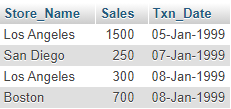 Store_Name Sales Txn_Date
Los Angeles 1500 05-Jan-1999
San Diego 250 07-Jan-1999
Los Angeles 300 08-Jan-1999
Boston 700 08-Jan-1999